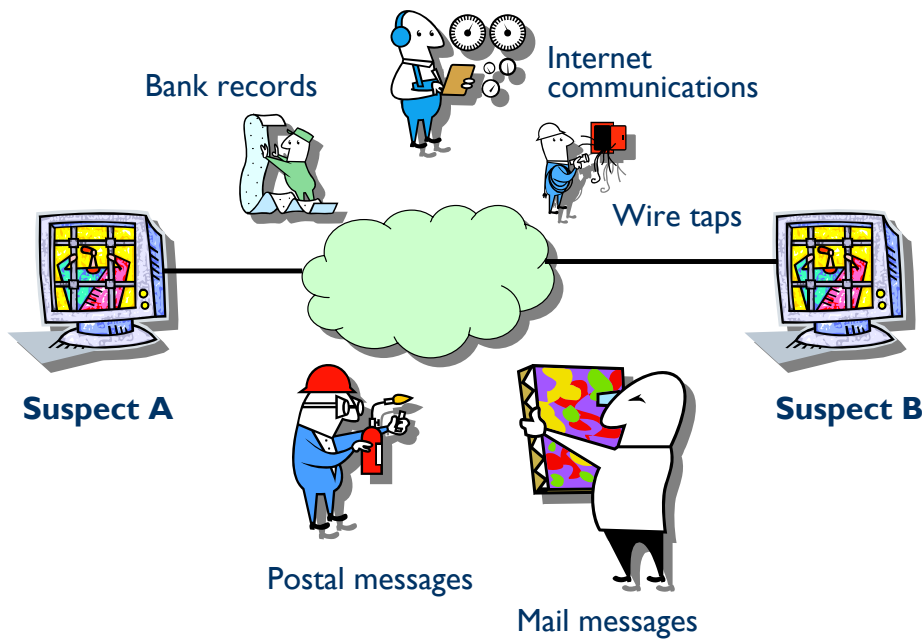 Internet
communications
Bank records
Wire taps
Suspect A
Suspect B
Postal messages
Mail messages